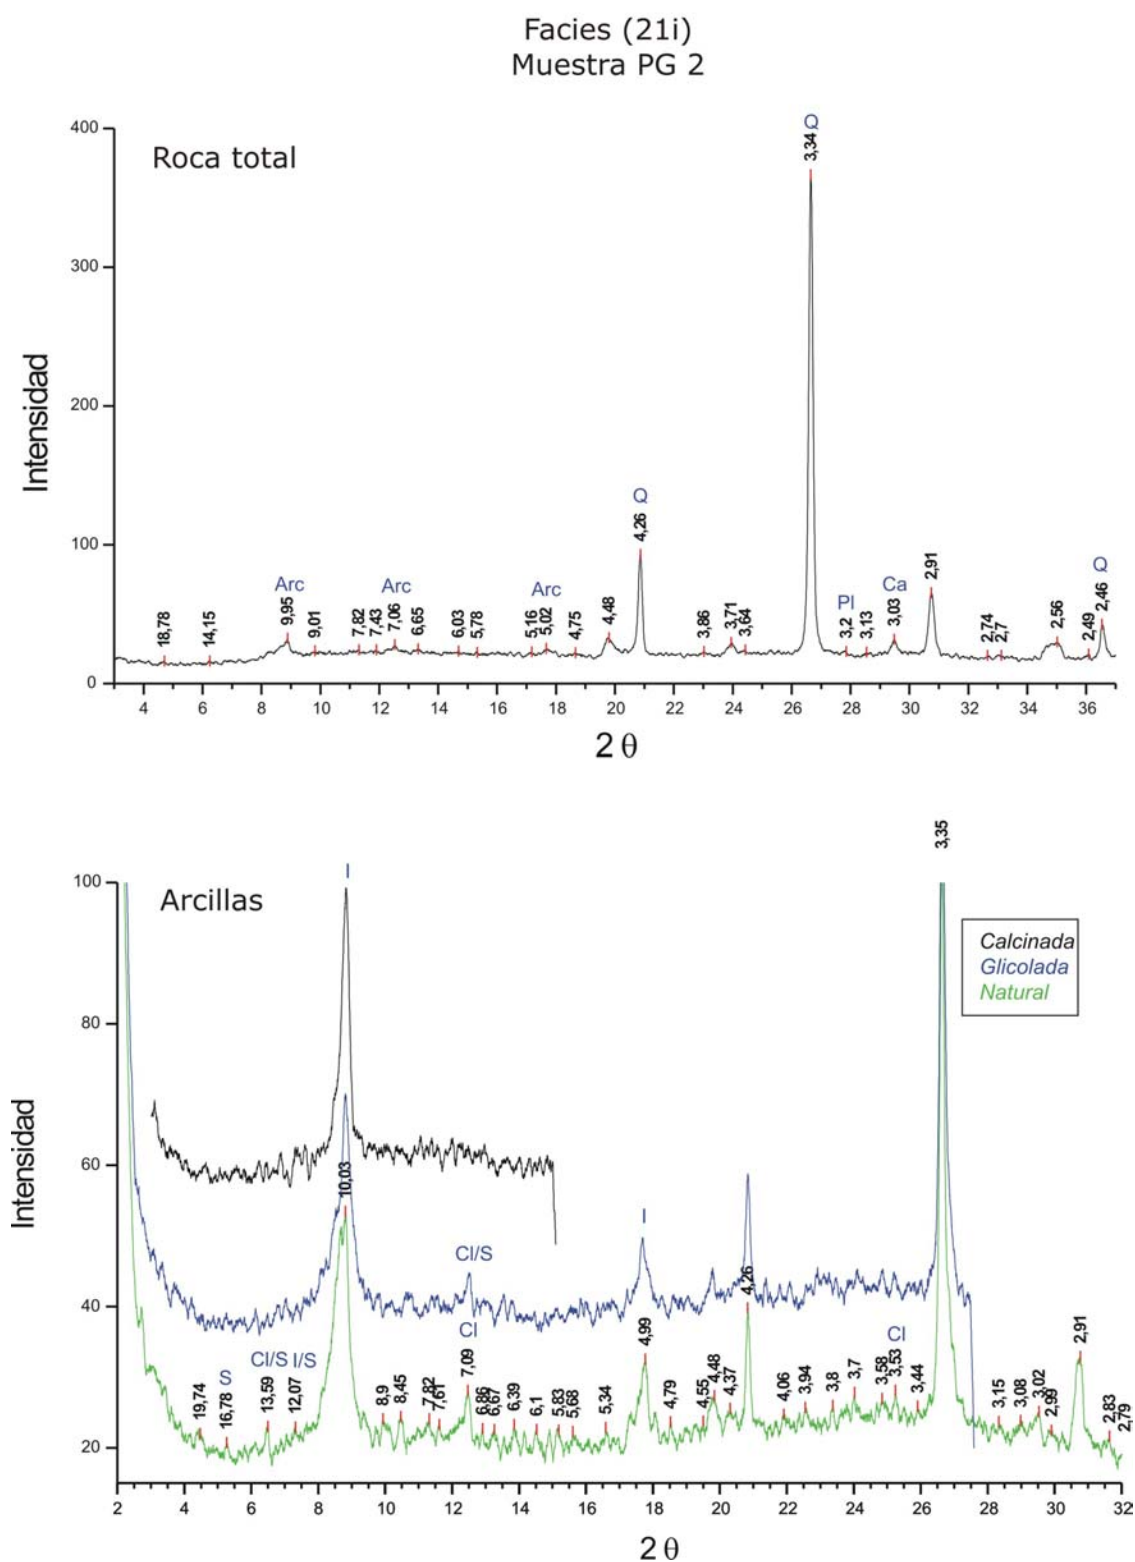 Facies (21i)
Muestra PG 2
Roca total
Intensidad
400
300
200
100
0
18,78
14,15
Arc
9,95
9,01
7,82
7,43
Arc
7,06
6,65
6,03
5,78
5,16
Arc
5,02
4,75
4,48
Q
4,26
3,86
3,71
3,64
Q
3,34
Pl
3,2
3,13
Ca
3,03
2,91
2,74
2,7
2,56
2,49
Q
2,46
4 6 8 10 12 14 16 18 20 22 24 26 28 30 32 34 36
2 θ
Arcillas
Intensidad
100
80
60
40
20
Calcinada
Glicolada
Natural
I
10,03
19,74
S
16,78
Cl/S
13,59
I/S
12,07
8,9
8,45
7,82
7,61
Cl/S
Cl
7,09
6,86
6,67
6,39
6,1
5,83
5,68
5,34
I
4,99
4,79
4,55
4,48
4,37
4,26
4,06
3,94
3,8
3,7
3,58
Cl
3,53
3,44
3,35
3,15
3,08
3,02
2,99
2,91
2,83
2,79
2 4 6 8 10 12 14 16 18 20 22 24 26 28 30 32
2 θ